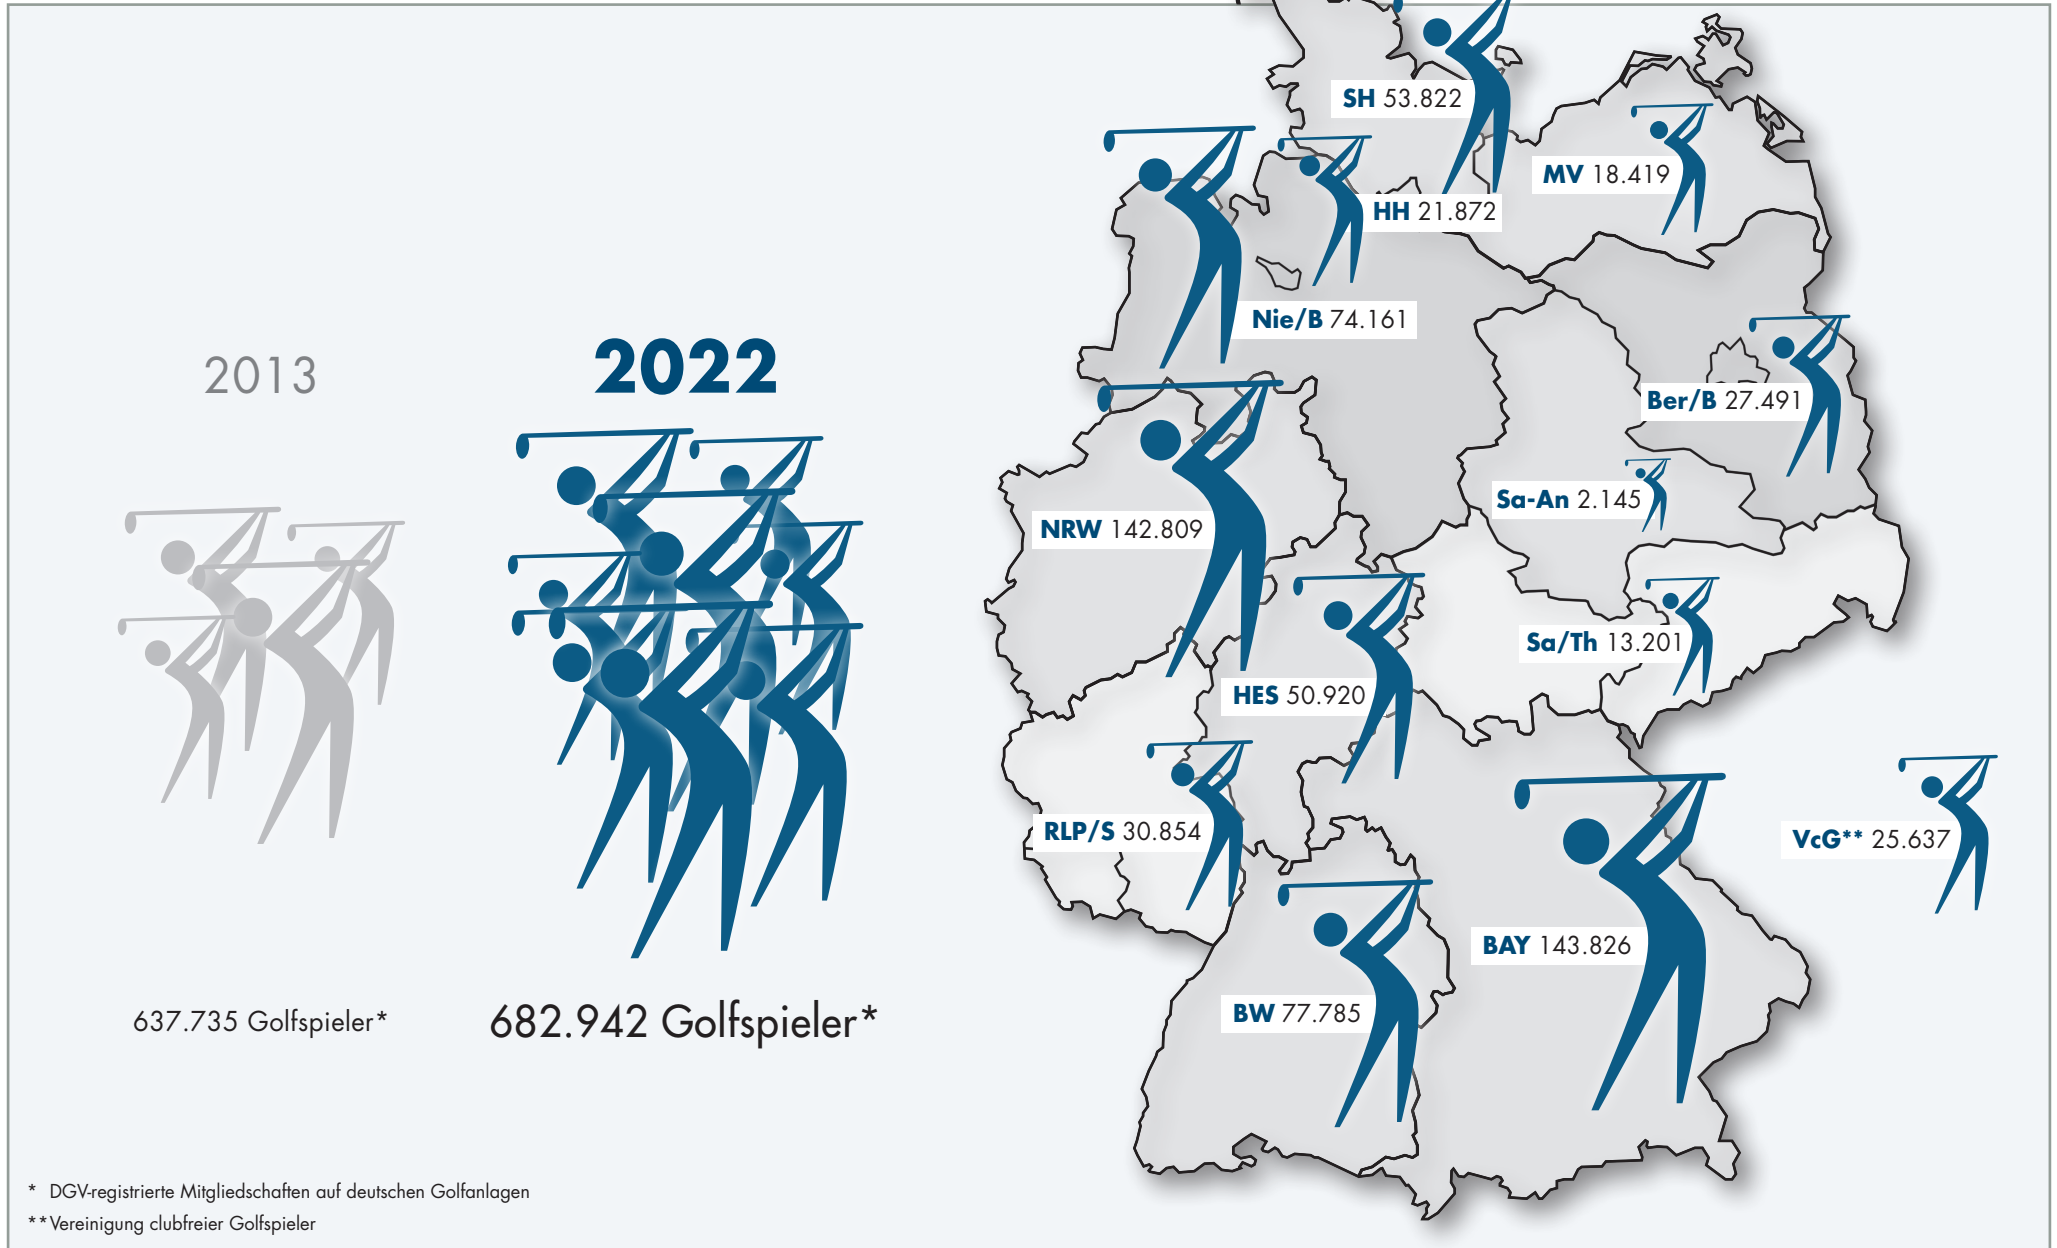 SH 53.822
MV 18.419
HH 21.872
Nie/B 74.161
2013
2022
Ber/B 27.491
Sa-An 2.145
NRW 142.809
Sa/Th 13.201
HES 50.920
RLP/S 30.854
VcG** 25.637
BAY 143.826
BW 77.785
637.735 Golfspieler*
682.942 Golfspieler*
* DGV-registrierte Mitgliedschaften auf deutschen Golfanlagen
** Vereinigung clubfreier Golfspieler